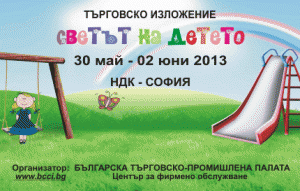 ТЪРГОВСКО ИЗЛОЖЕНИЕ
СВЕТЪТ НА ДЕТЕТО
30 май - 02 юни 2013
НДК - СОФИЯ
Организатор: БЪЛГАРСКА ТЪРГОВСКО-ПРОМИШЛЕНА ПАЛАТА
www.bcci.bg Център за фирмено обслужване